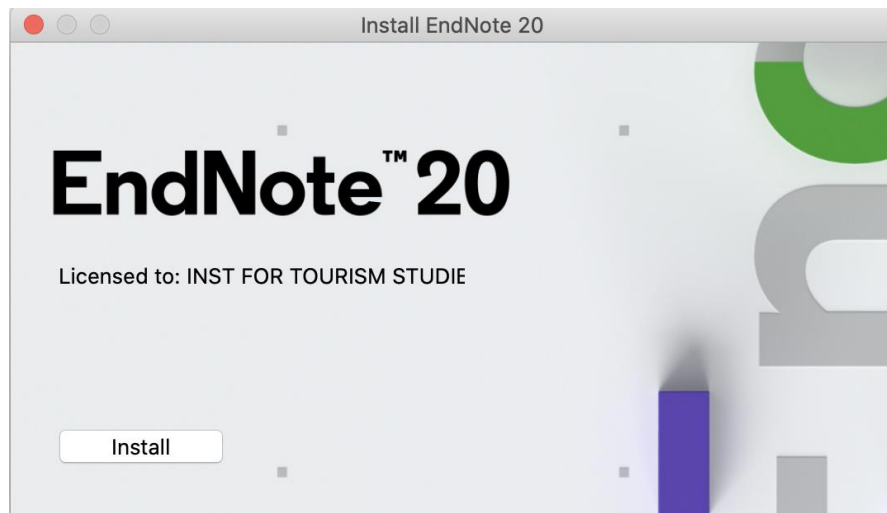 Install EndNote 20
EndNote™ 20
Licensed to: INST FOR TOURISM STUDIE
Install